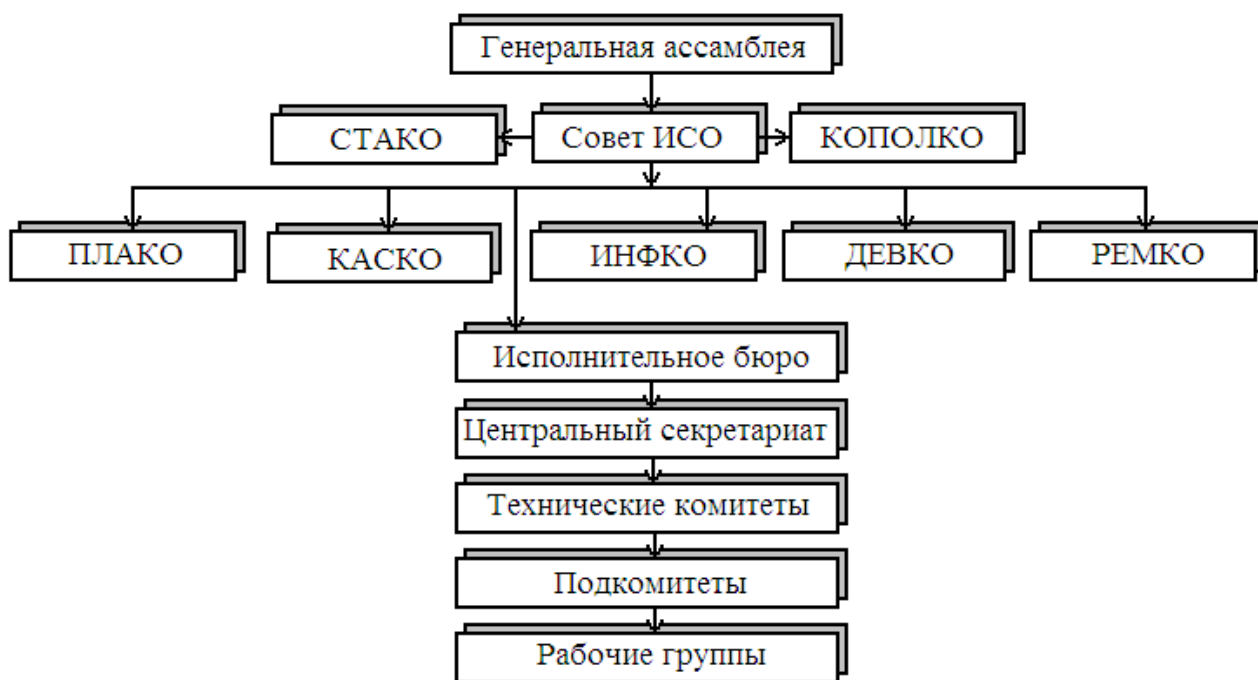 Генеральная ассамблея
СТАКО
Совет ИСО
КОПОЛКО
ПЛАКО
КАСКО
ИНФКО
ДЕВКО
РЕМКО
Исполнительное бюро
Центральный секретариат
Технические комитеты
Подкомитеты
Рабочие группы